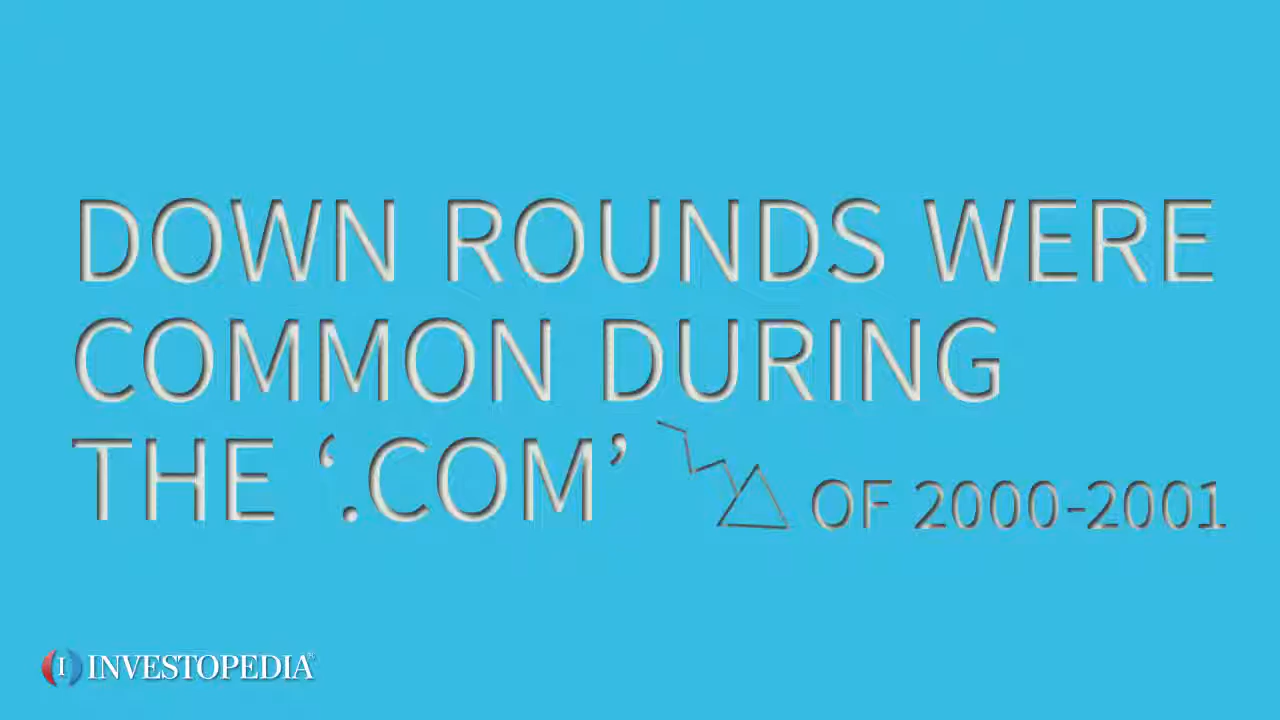 DOWN ROUNDS WERE
COMMON DURING
THE ‘.COM’ OF 2000-2001
I INVESTOPEDIA